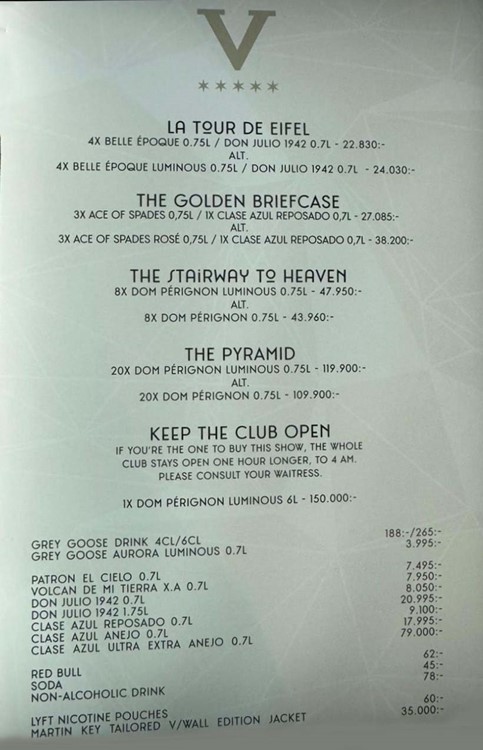 V
LA TOUR DE EIFEL
4X BELLE ÉPOQUE 0.75L / DON JULIO 1942 0.7L - 22.830:-
ALT.
4X BELLE ÉPOQUE LUMINOUS 0.75L / DON JULIO 1942 0.7L - 24.030:-
THE GOLDEN BRIEFCASE
3X ACE OF SPADES 0,75L / 1X CLASE AZUL REPOSADO 0,7L - 27.085:-
ALT.
3X ACE OF SPADES ROSÉ 0,75L / 1X CLASE AZUL REPOSADO 0,7L - 38.200:-
THE STAIRWAY TO HEAVEN
8X DOM PÉRIGNON LUMINOUS 0.75L - 47.950:-
ALT.
8X DOM PÉRIGNON 0.75L - 43.960:-
THE PYRAMID
20X DOM PÉRIGNON LUMINOUS 0.75L - 119.900:-
ALT.
20X DOM PÉRIGNON 0.75L - 109.900:-
KEEP THE CLUB OPEN
IF YOU'RE THE ONE TO BUY THIS SHOW, THE WHOLE
CLUB STAYS OPEN ONE HOUR LONGER, TO 4 AM.
PLEASE CONSULT YOUR WAITRESS.
1X DOM PÉRIGNON LUMINOUS 6L - 150.000:-
GREY GOOSE DRINK 4CL/6CL 188:-/265:-
GREY GOOSE AURORA LUMINOUS 0.7L 3.995:-
PATRON EL CIELO 0.7L 7.495:-
VOLCAN DE MI TIERRA X.A 0.7L 7.950:-
DON JULIO 1942 0.7L 8.050:-
DON JULIO 1942 1.75L 20.995:-
CLASE AZUL REPOSADO 0.7L 9.100:-
CLASE AZUL ANEJO 0.7L 17.995:-
CLASE AZUL ULTRA EXTRA ANEJO 0.7L 79.000:-
RED BULL 62:-
SODA 45:-
NON-ALCOHOLIC DRINK 78:-
LYFT NICOTINE POUCHES 60:-
MARTIN KEY TAILORED V/WALL EDITION JACKET 35.000:-